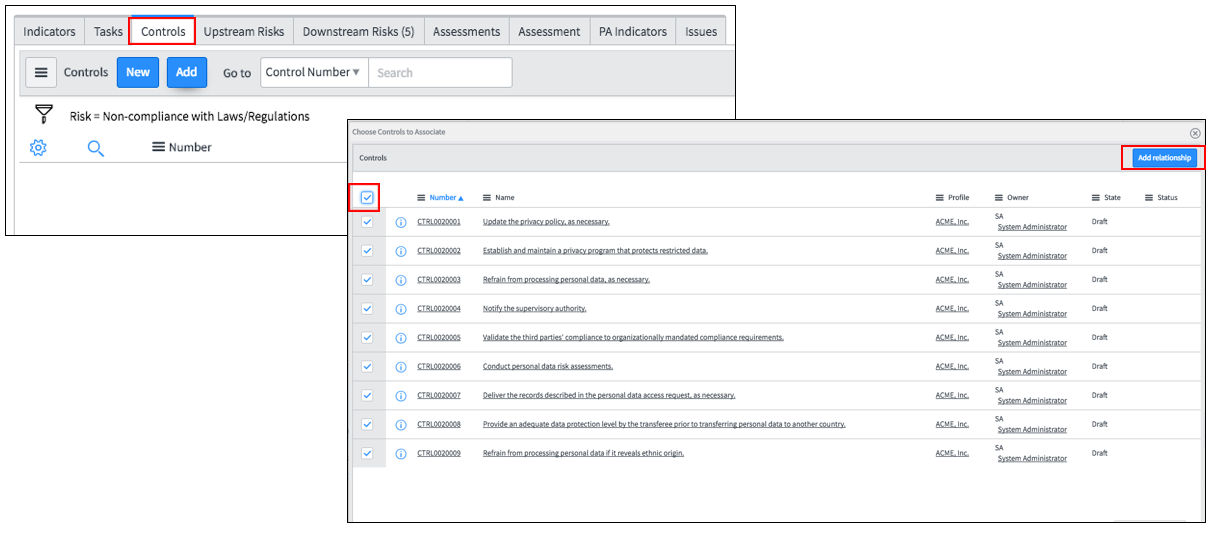 Indicators Tasks Controls Upstream Risks Downstream Risks (5) Assessments Assessment PA Indicators Issues
Controls New Add Go to Control Number Search
Risk = Non-compliance with Laws/Regulations
Number
Choose Controls to Associate
Controls Add relationship
Number Name Profile Owner State Status
CTRL0020001 Update the privacy policy, as necessary. ACME, Inc. SA System Administrator Draft
CTRL0020002 Establish and maintain a privacy program that protects restricted data. ACME, Inc. SA System Administrator Draft
CTRL0020003 Refrain from processing personal data, as necessary. ACME, Inc. SA System Administrator Draft
CTRL0020004 Notify the supervisory authority. ACME, Inc. SA System Administrator Draft
CTRL0020005 Validate the third parties' compliance to organizationally mandated compliance requirements. ACME, Inc. SA System Administrator Draft
CTRL0020006 Conduct personal data risk assessments. ACME, Inc. SA System Administrator Draft
CTRL0020007 Deliver the records described in the personal data access request, as necessary. ACME, Inc. SA System Administrator Draft
CTRL0020008 Provide an adequate data protection level by the transferee prior to transferring personal data to another country. ACME, Inc. SA System Administrator Draft
CTRL0020009 Refrain from processing personal data if it reveals ethnic origin. ACME, Inc. SA System Administrator Draft